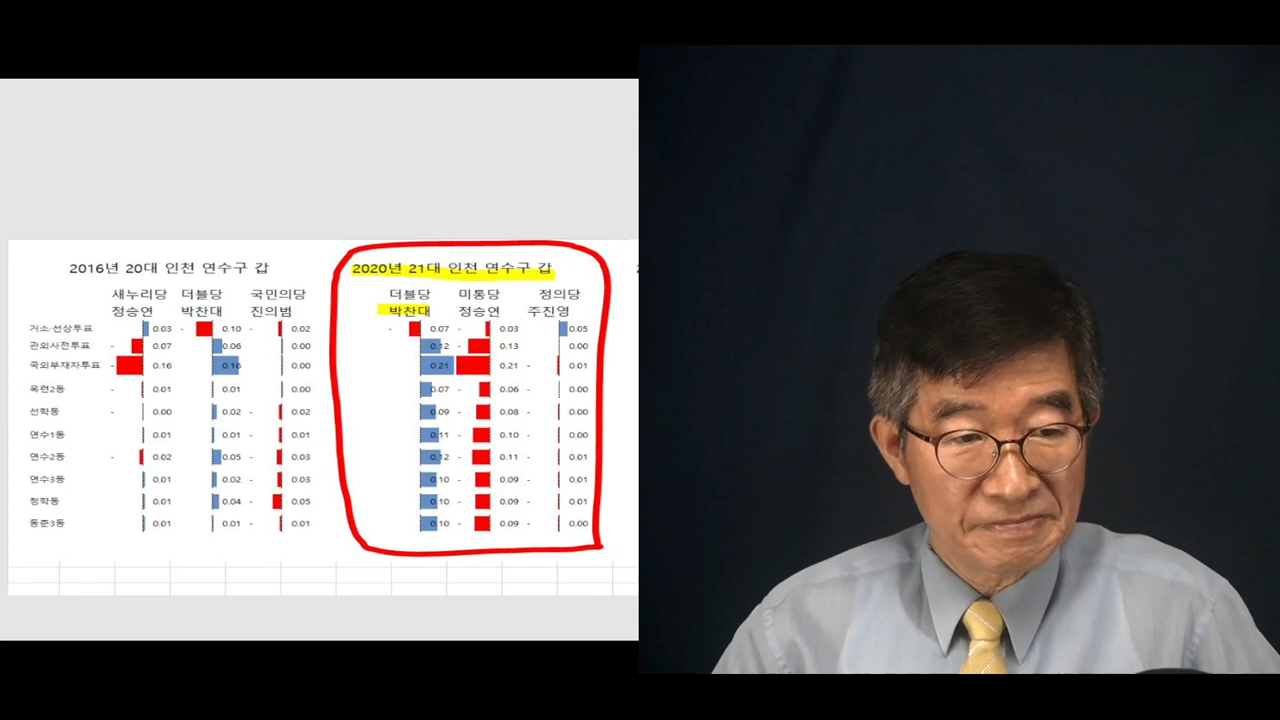 2016년 20대 인천 연수구 갑 2020년 21대 인천 연수구 갑
새누리당 더블당 국민의당 더블당 미통당 정의당
정승연 박찬대 진의범 박찬대 정승연 주진영
거소·선상투표 0.03 - 0.10 0.02 - 0.07 0.03 0.05
관외사전투표 - 0.07 0.06 0.00 0.12 - 0.13 0.00
국외부재자투표 - 0.16 0.16 0.00 0.21 - 0.21 - 0.01
옥련2동 - 0.01 0.01 0.00 0.07 - 0.06 0.00
선학동 - 0.00 0.02 - 0.02 0.09 - 0.08 0.00
연수1동 0.01 0.01 - 0.01 0.11 - 0.10 0.00
연수2동 - 0.02 0.05 - 0.03 0.12 - 0.11 - 0.01
연수3동 0.01 0.02 - 0.03 0.10 - 0.09 - 0.01
청학동 0.01 0.04 - 0.05 0.10 - 0.09 - 0.01
동춘3동 0.01 0.01 - 0.01 0.10 - 0.09 - 0.00